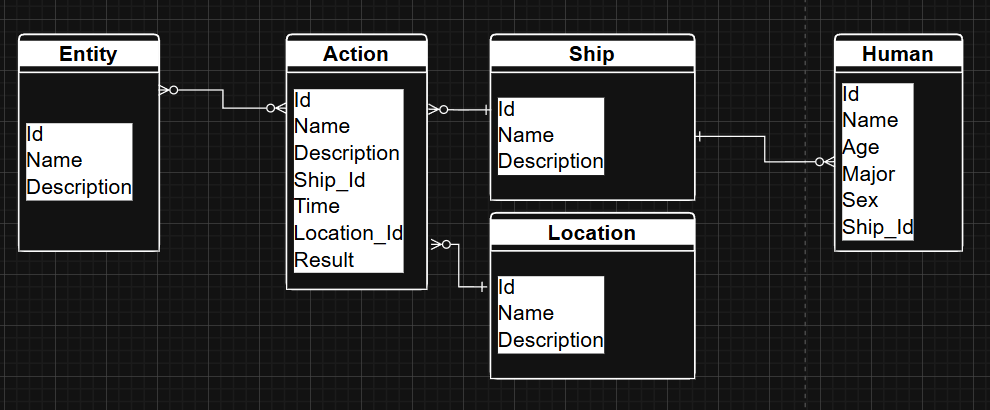 Entity
Id
Name
Description
Action
Id
Name
Description
Ship_Id
Time
Location_Id
Result
Ship
Id
Name
Description
Location
Id
Name
Description
Human
Id
Name
Age
Major
Sex
Ship_Id